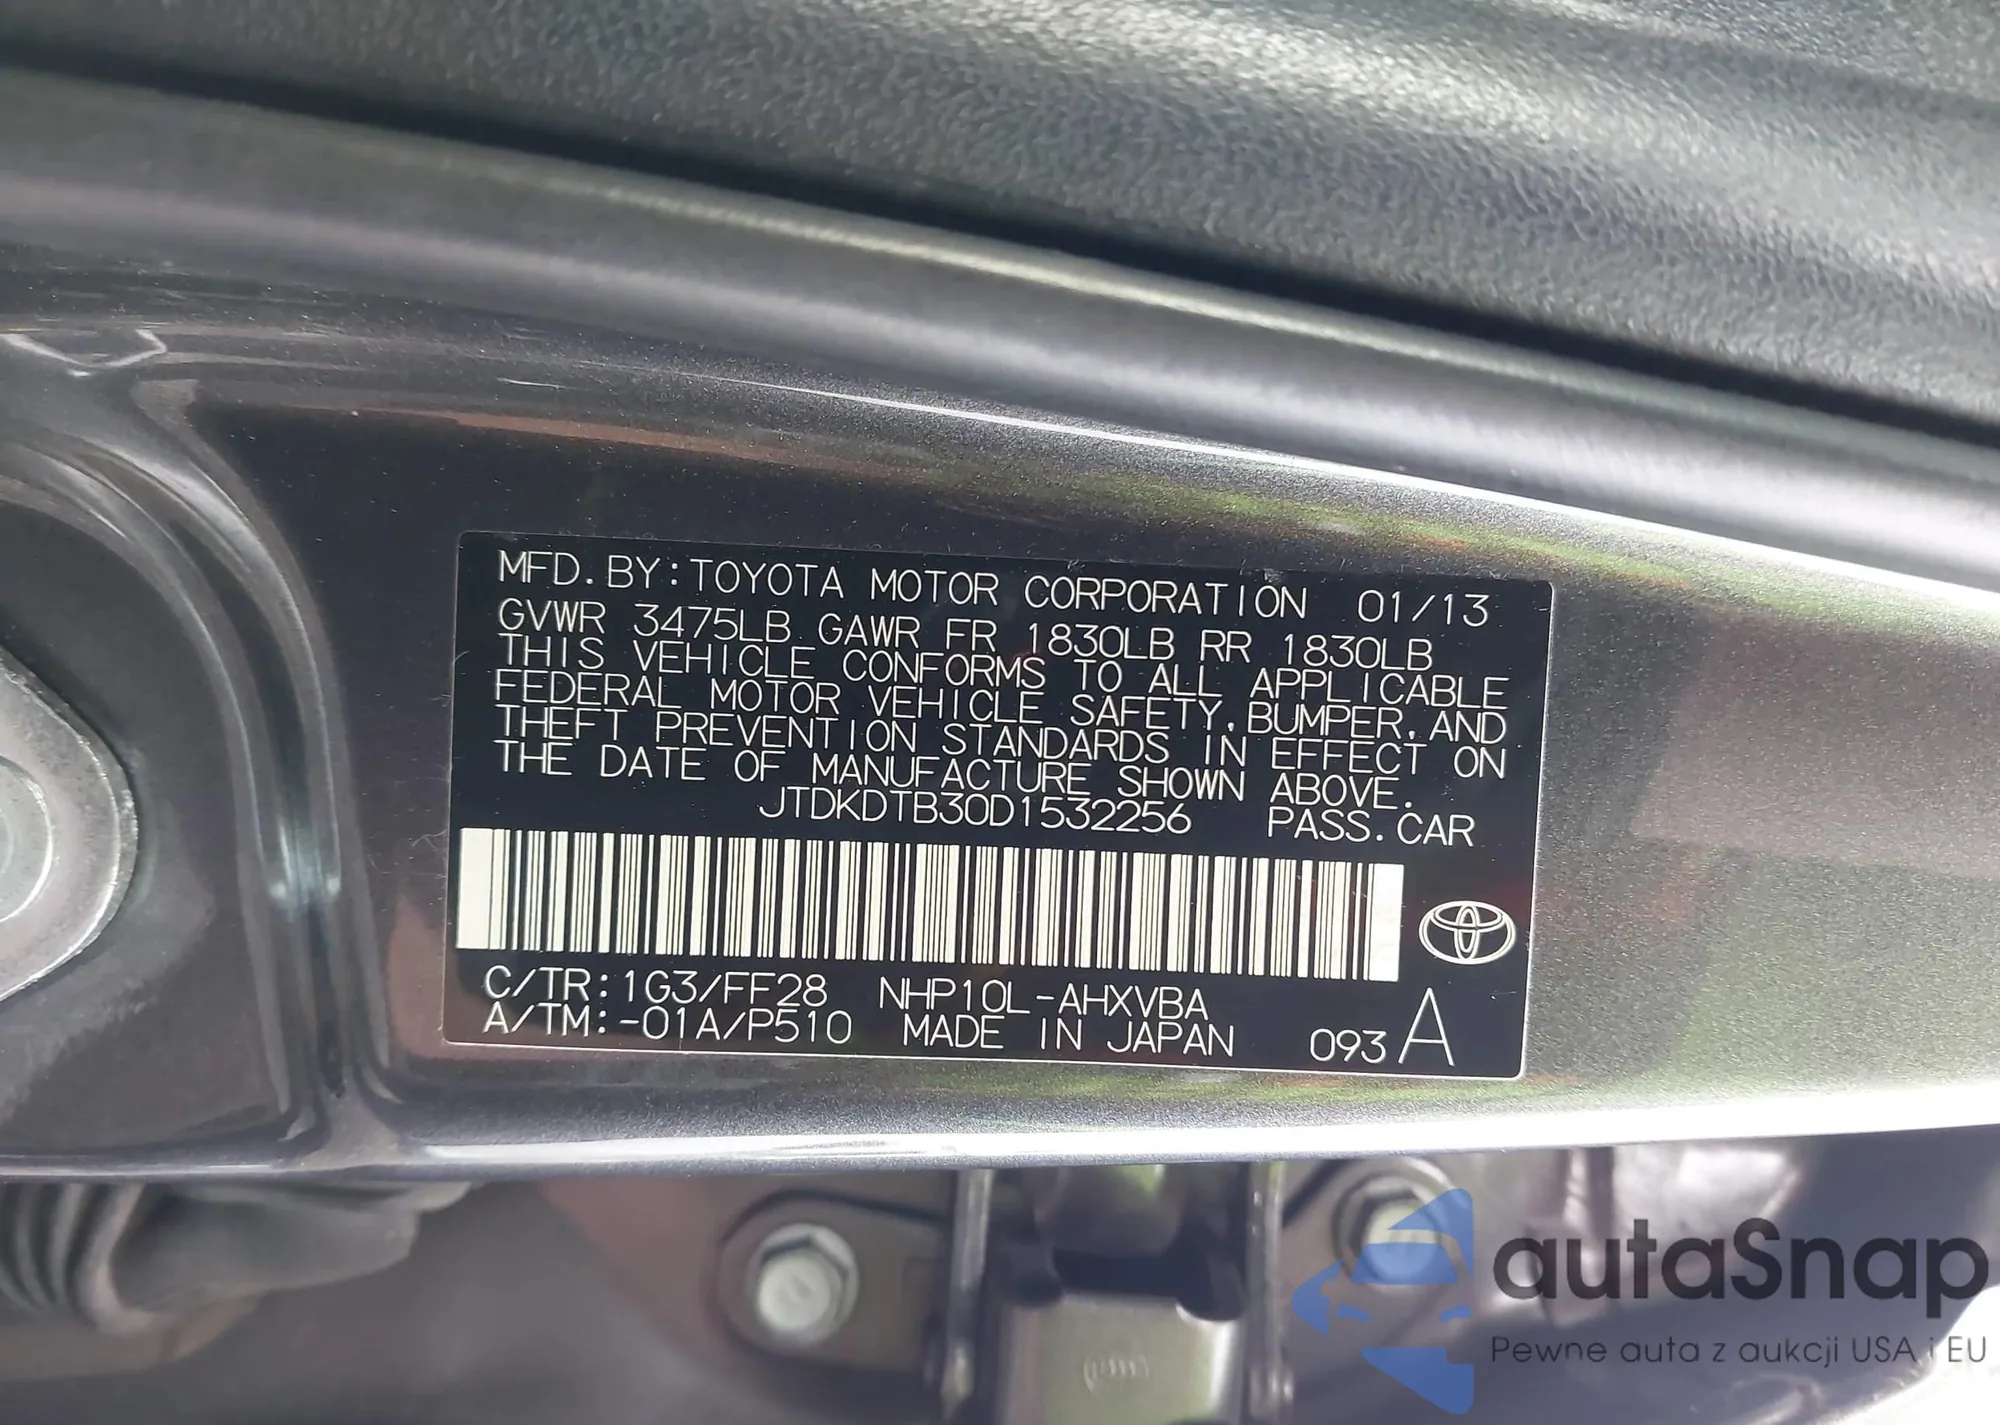 MFD.BY:TOYOTA MOTOR CORPORATION 01/13
GVWR 3475LB GAWR FR 1830LB RR 1830LB
THIS VEHICLE CONFORMS TO ALL APPLICABLE
FEDERAL MOTOR VEHICLE SAFETY,BUMPER,AND
THEFT PREVENTION STANDARDS IN EFFECT ON
THE DATE OF MANUFACTURE SHOWN ABOVE.
JTDKDTB30D1532256 PASS.CAR
C/TR:1G3/FF28 NHP10L-AHXVBA
A/TM:-01A/P510 MADE IN JAPAN 093 A
autaSnap
Pewne auta z aukcji USA i EU